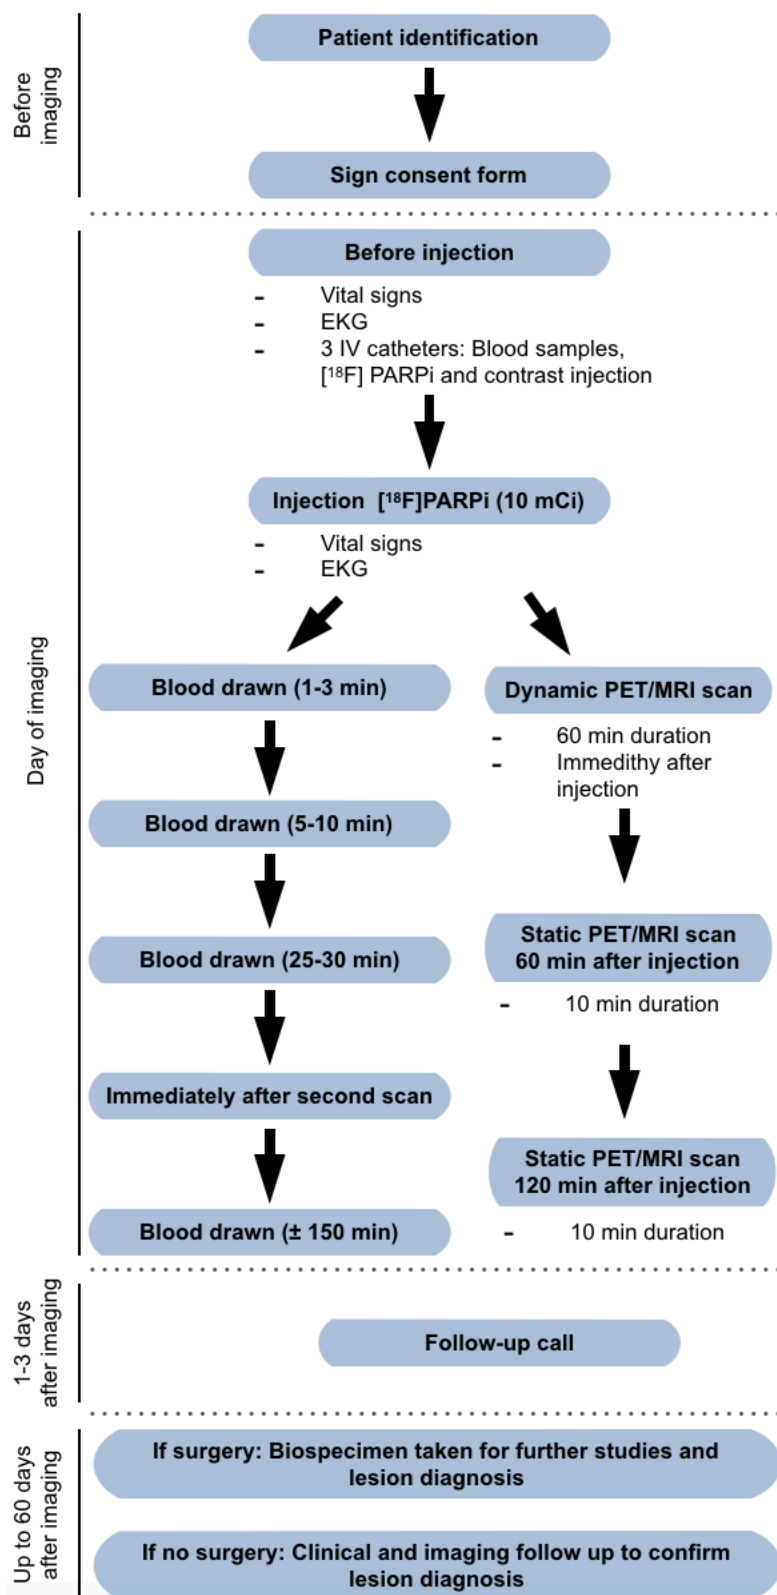 Before
imaging
Patient identification
Sign consent form
Day of imaging
Before injection
- Vital signs
- EKG
- 3 IV catheters: Blood samples,
[¹⁸F] PARPi and contrast injection
Injection [¹⁸F]PARPi (10 mCi)
- Vital signs
- EKG
Blood drawn (1-3 min)
Blood drawn (5-10 min)
Blood drawn (25-30 min)
Immediately after second scan
Blood drawn (± 150 min)
Dynamic PET/MRI scan
- 60 min duration
- Immedithy after
injection
Static PET/MRI scan
60 min after injection
- 10 min duration
Static PET/MRI scan
120 min after injection
- 10 min duration
1-3 days
after imaging
Follow-up call
Up to 60 days
after imaging
If surgery: Biospecimen taken for further studies and
lesion diagnosis
If no surgery: Clinical and imaging follow up to confirm
lesion diagnosis